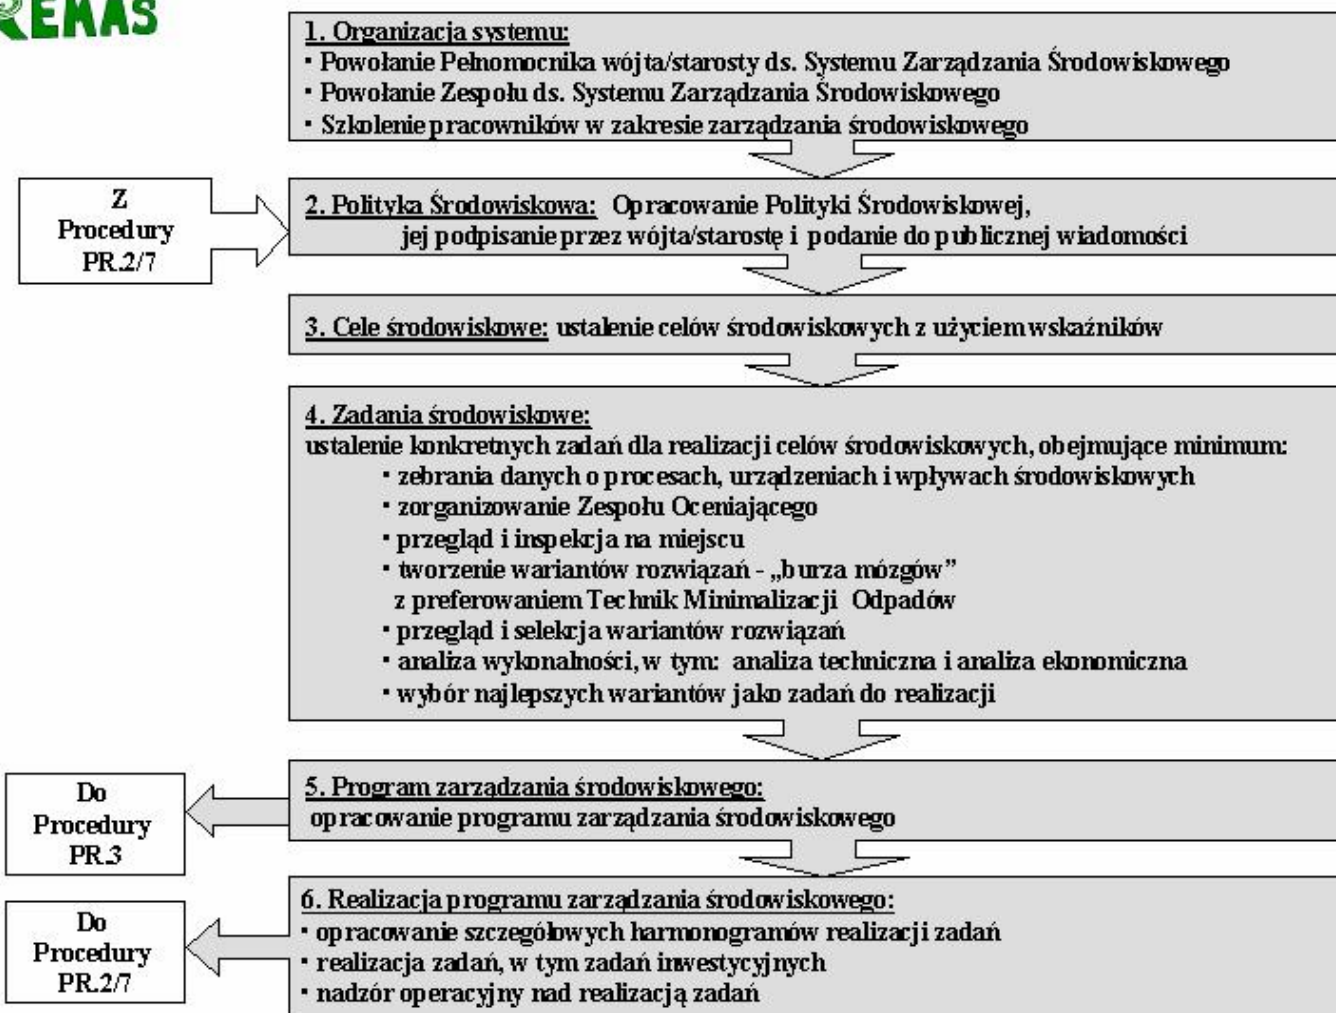 REMAS
1. Organizacja systemu:
· Powołanie Pełnomocnika wójta/starosty ds. Systemu Zarządzania Środowiskowego
· Powołanie Zespołu ds. Systemu Zarządzania Środowiskowego
· Szkolenie pracowników w zakresie zarządzania środowiskowego
Z
Procedury
PR.2/7
2. Polityka Środowiskowa: Opracowanie Polityki Środowiskowej,
jej podpisanie przez wójta/starostę i podanie do publicznej wiadomości
3. Cele środowiskowe: ustalenie celów środowiskowych z użyciem wskaźników
4. Zadania środowiskowe:
ustalenie konkretnych zadań dla realizacji celów środowiskowych, obejmujące minimum:
· zebrania danych o procesach, urządzeniach i wpływach środowiskowych
· zorganizowanie Zespołu Oceniającego
· przegląd i inspekcja na miejscu
· tworzenie wariantów rozwiązań - „burza mózgów”
z preferowaniem Technik Minimalizacji Odpadów
· przegląd i selekcja wariantów rozwiązań
· analiza wykonalności, w tym: analiza techniczna i analiza ekonomiczna
· wybór najlepszych wariantów jako zadań do realizacji
Do
Procedury
PR.3
5. Program zarządzania środowiskowego:
opracowanie programu zarządzania środowiskowego
Do
Procedury
PR.2/7
6. Realizacja programu zarządzania środowiskowego:
· opracowanie szczegółowych harmonogramów realizacji zadań
· realizacja zadań, w tym zadań inwestycyjnych
· nadzór operacyjny nad realizacją zadań